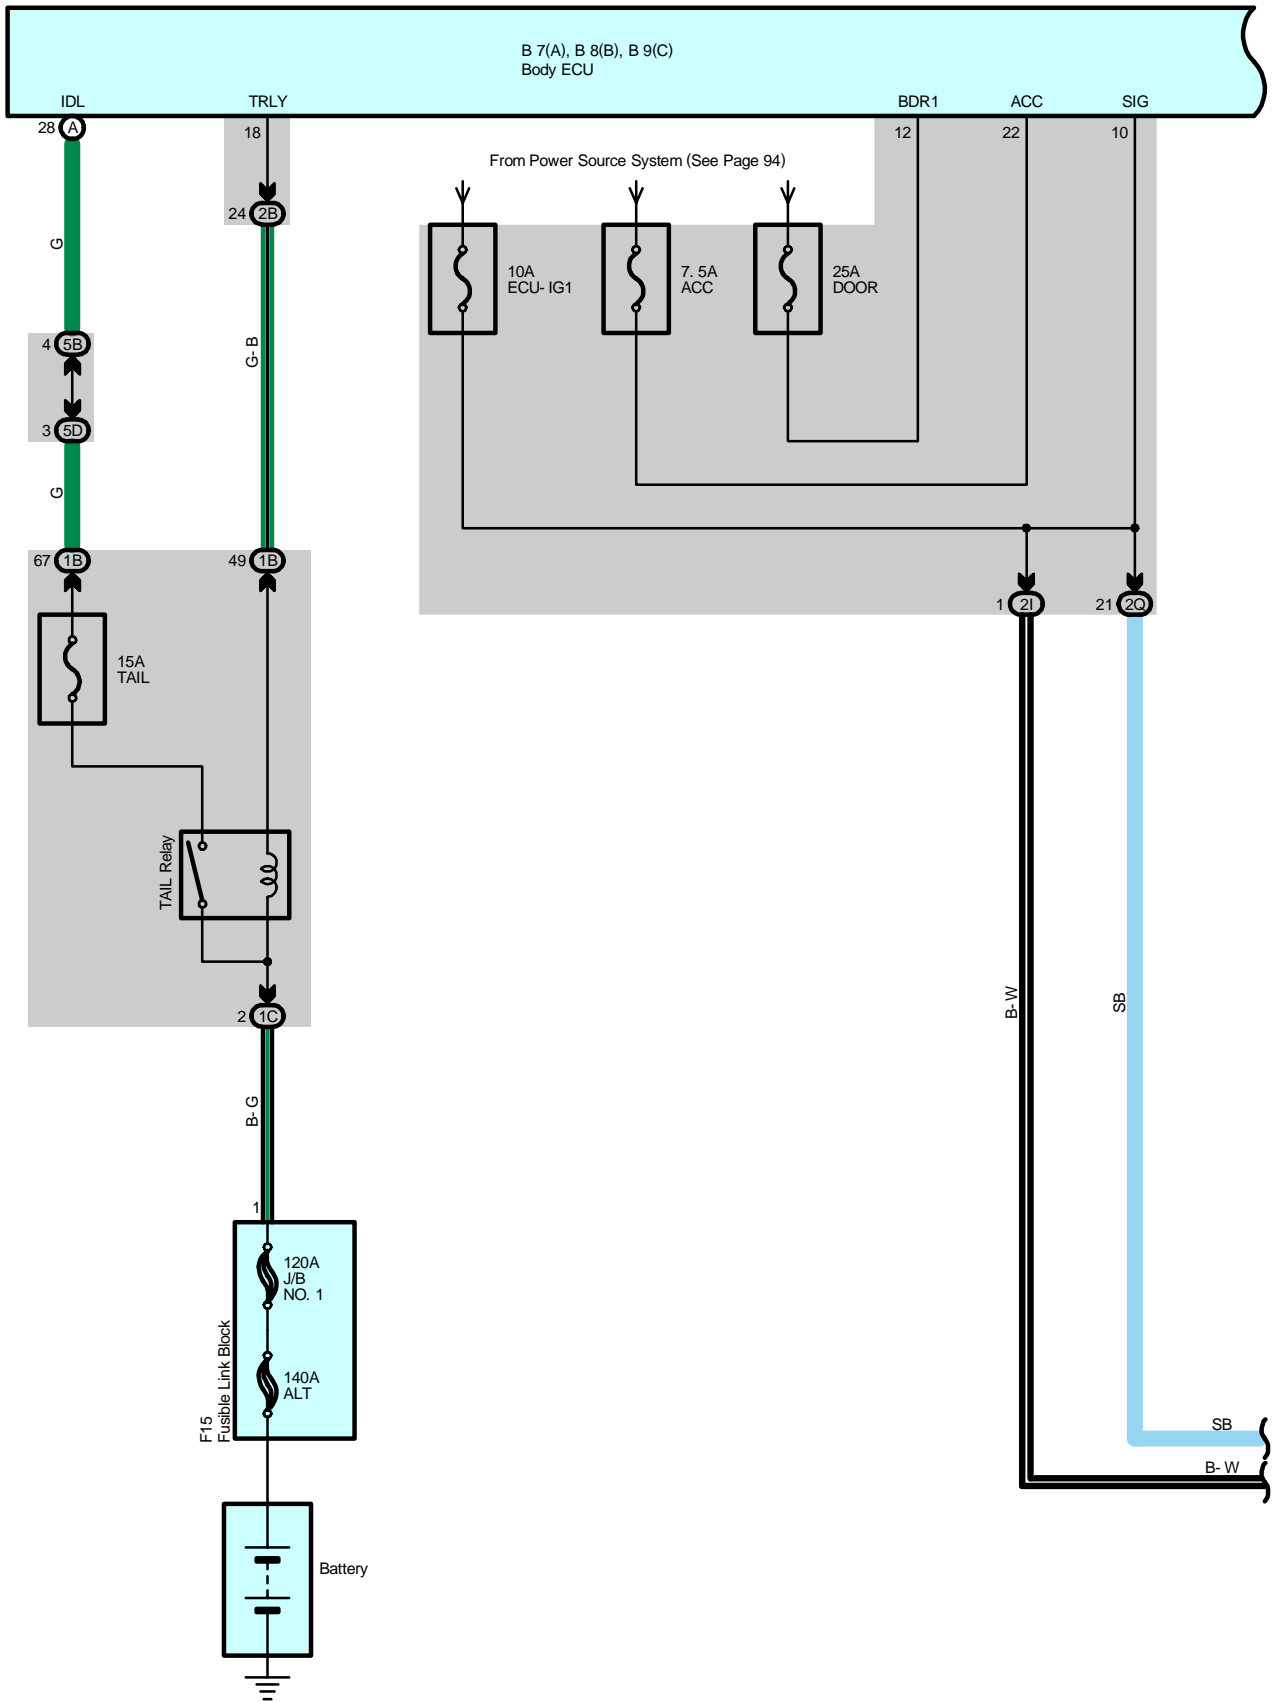 B 7(A), B 8(B), B 9(C)
Body ECU
IDL
TRLY
BDR1
ACC
SIG
28
A
18
12
22
10
From Power Source System (See Page 94)
24
2B
G
10A
ECU- IG1
7. 5A
ACC
25A
DOOR
4
5B
G- B
3
5D
G
67
1B
49
1B
1
2I
21
2Q
15A
TAIL
TAIL Relay
2
1C
B- W
SB
B- G
1
120A
J/B
NO. 1
140A
ALT
F15
Fusible Link Block
SB
B- W
Battery